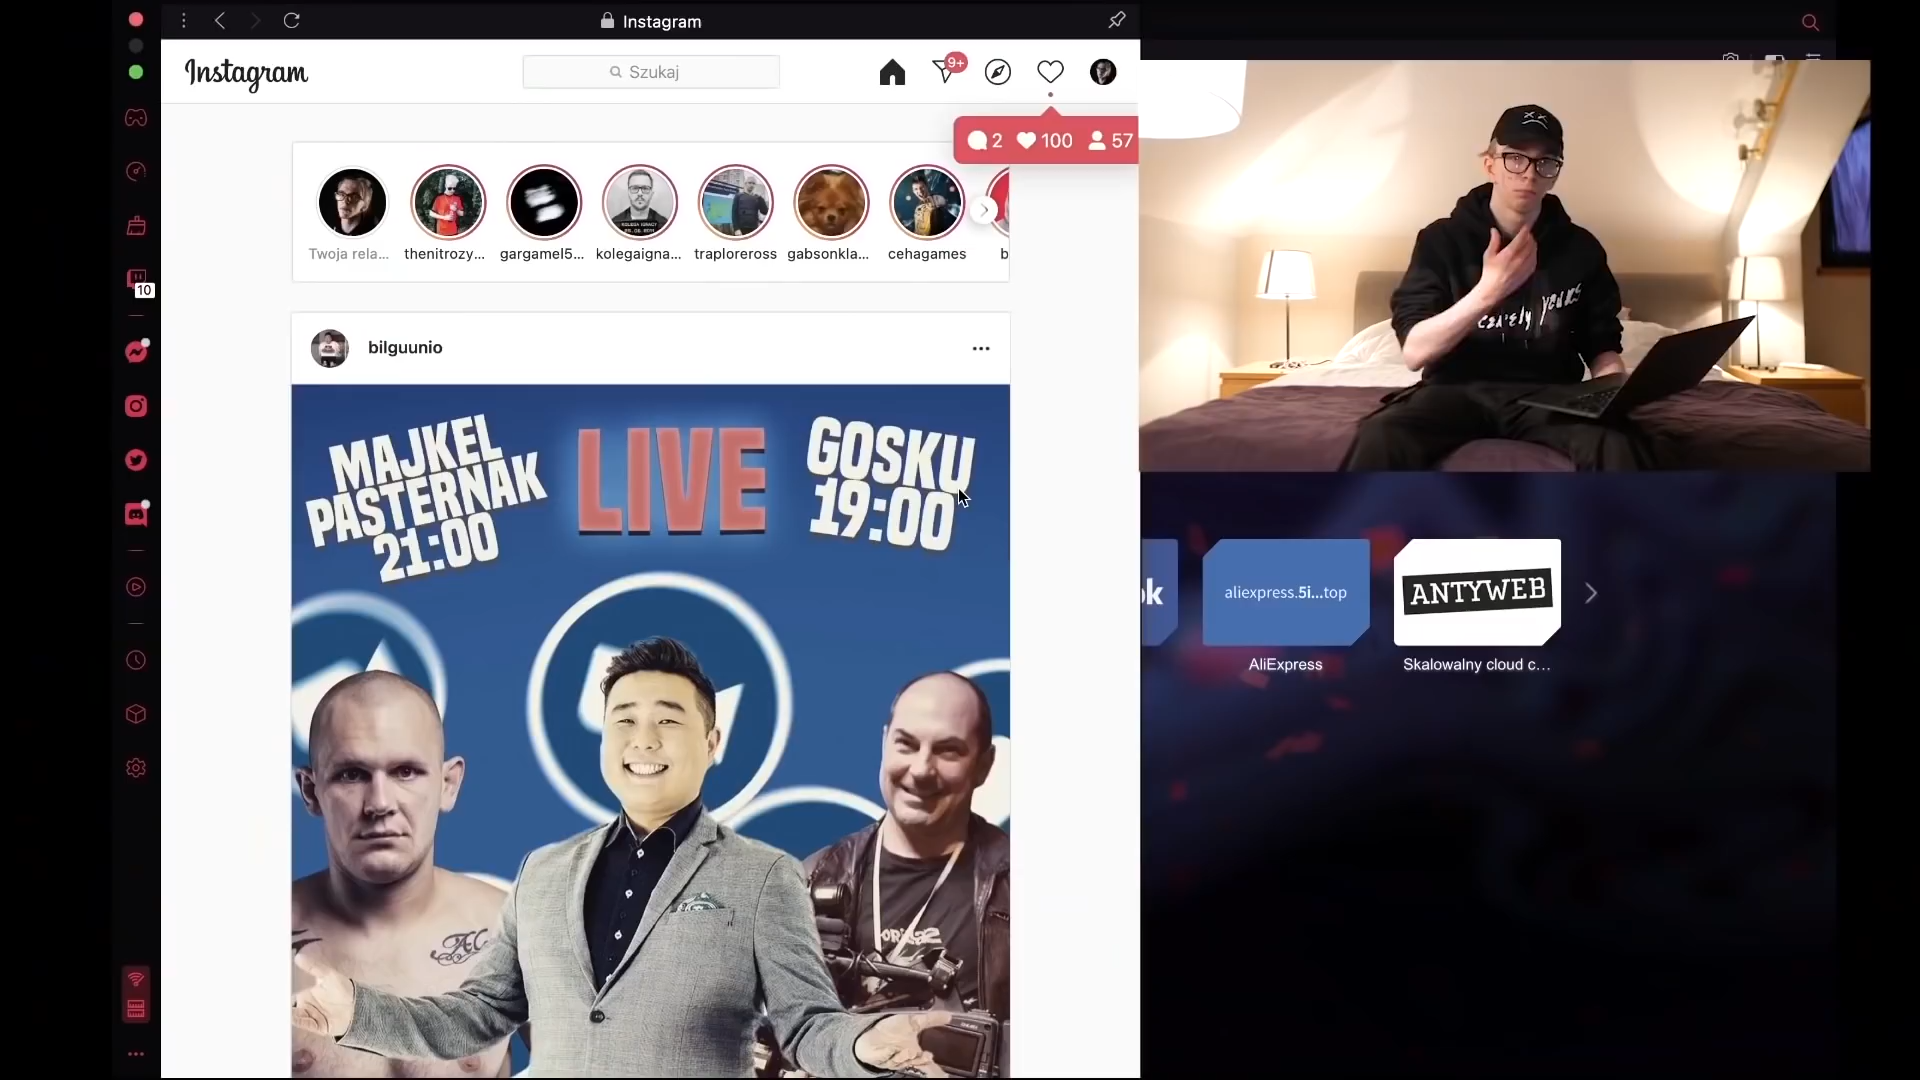 Instagram
Instagram
Szukaj
9+
2 100 57
Twoja rela...
thenitrozy...
gargamel5...
kolegaigna...
traploreross
gabsonkla...
cehagames
b
10
bilguunio
MAJKEL
PASTERNAK
21:00
LIVE
GOSKU
19:00
k
aliexpress.5i...top
ANTYWEB
AliExpress
Skalowalny cloud c...